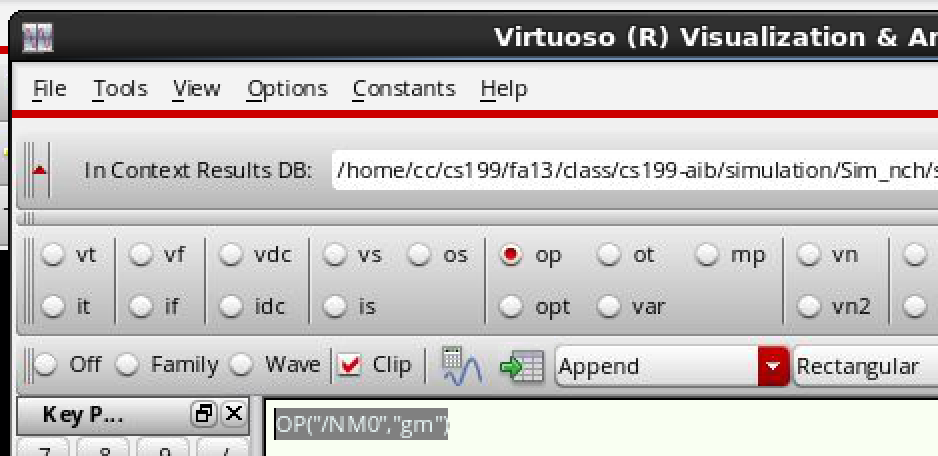 Virtuoso (R) Visualization &
File Tools View Options Constants Help
In Context Results DB: /home/cc/cs199/fa13/class/cs199-aib/simulation/Sim_nch/s
vt vf vdc vs os op ot mp vn
it if idc is opt var vn2
Off Family Wave Clip Append Rectangular
Key P...
OP("/NM0","gm")
7 8 9 /